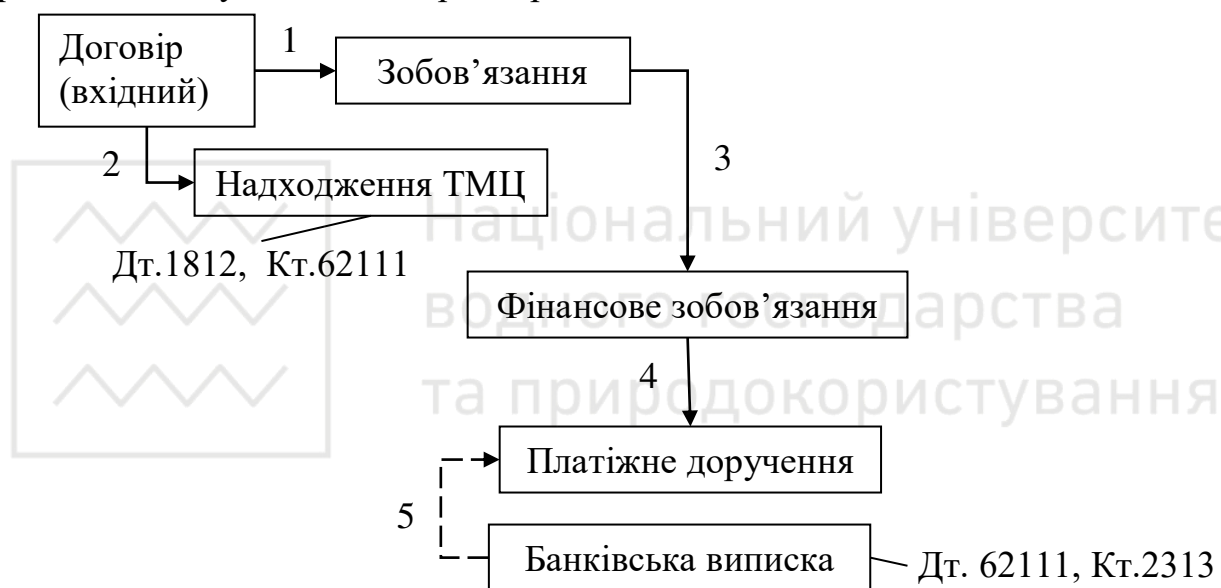 Договір
(вхідний)
1
Зобов’язання
2
3
Надходження ТМЦ
Національний університе
Дт.1812, Кт.62111
Фінансове зобов’язання
водного господарства
4
та природокористування
Платіжне доручення
5
Банківська виписка
Дт. 62111, Кт.2313